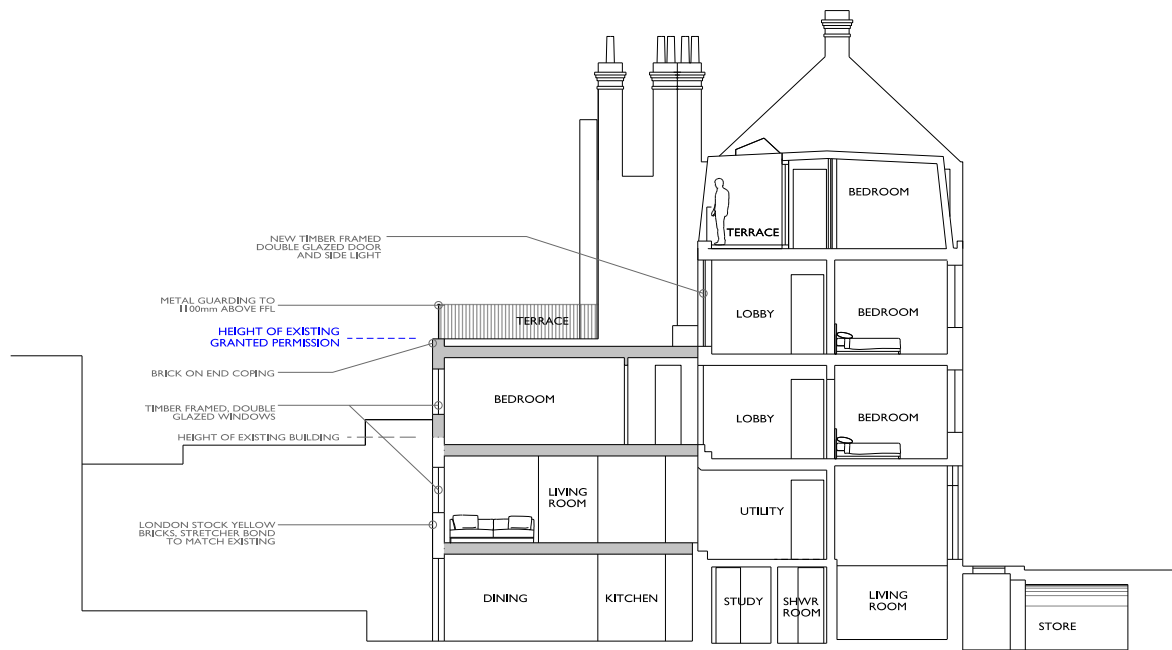 BEDROOM
TERRACE
NEW TIMBER FRAMED
DOUBLE GLAZED DOOR
AND SIDE LIGHT
METAL GUARDING TO
1100mm ABOVE FFL
TERRACE
LOBBY
BEDROOM
HEIGHT OF EXISTING
GRANTED PERMISSION
BRICK ON END COPING
TIMBER FRAMED, DOUBLE
GLAZED WINDOWS
BEDROOM
LOBBY
BEDROOM
HEIGHT OF EXISTING BUILDING
LIVING
ROOM
UTILITY
LONDON STOCK YELLOW
BRICKS, STRETCHER BOND
TO MATCH EXISTING
DINING
KITCHEN
STUDY
SHWR
ROOM
LIVING
ROOM
STORE